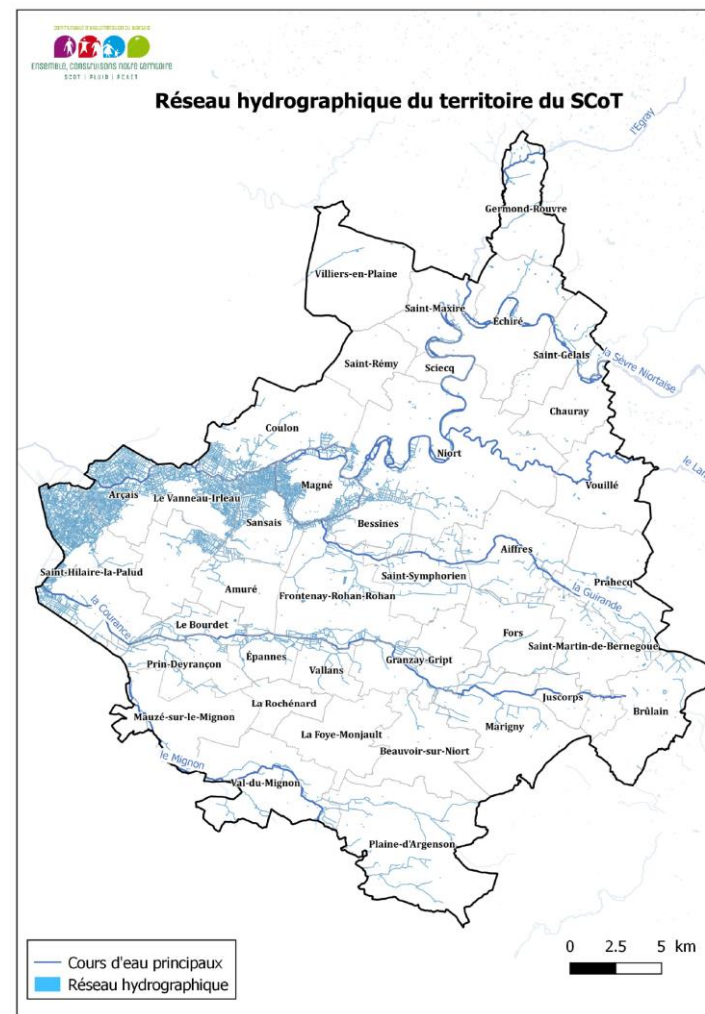 Ensemble, construisons notre territoire
SCOT | PLUID | PCAET
Réseau hydrographique du territoire du SCoT
l'Egray
Germond-Rouvre
Villiers-en-Plaine
Saint-Maxire
Échiré
Saint-Gelais
la Sèvre Niortaise
Saint-Rémy
Sciecq
Chauray
Coulon
Niort
le Lam
Magné
Vouillé
Arçais
Le Vanneau-Irleau
Sansais
Bessines
Aiffres
Saint-Hilaire-la-Palud
Saint-Symphorien
Prahecq
Amuré
Frontenay-Rohan-Rohan
la Guirande
la Courance
Le Bourdet
Fors
Saint-Martin-de-Bernegoue
Prin-Deyrançon
Épannes
Vallans
Granzay-Gript
Juscorps
Brûlain
La Rochénard
Mauzé-sur-le-Mignon
Marigny
La Foye-Monjault
Beauvoir-sur-Niort
le Mignon
Val-du-Mignon
Plaine-d'Argenson
Cours d'eau principaux
Réseau hydrographique
0 2.5 5 km